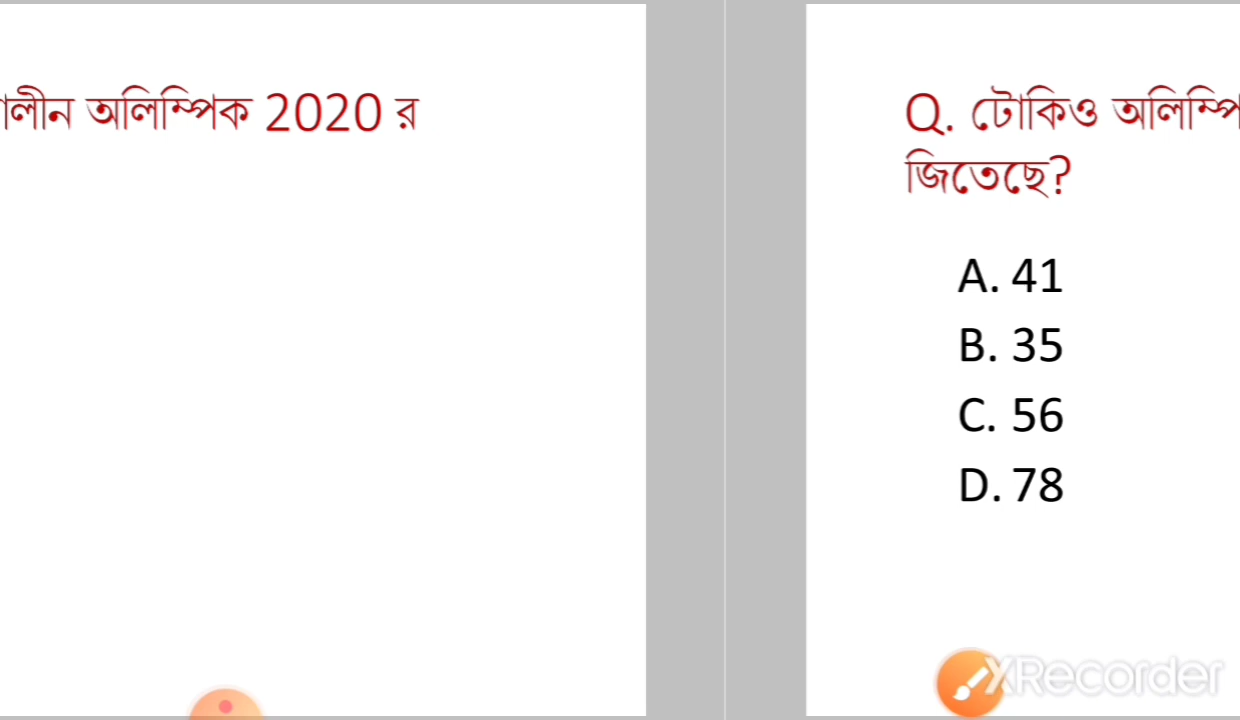 লীন অলিম্পিক 2020 র
Q. টোকিও অলিম্পি
জিতেছে?
A. 41
B. 35
C. 56
D. 78
XRecorder